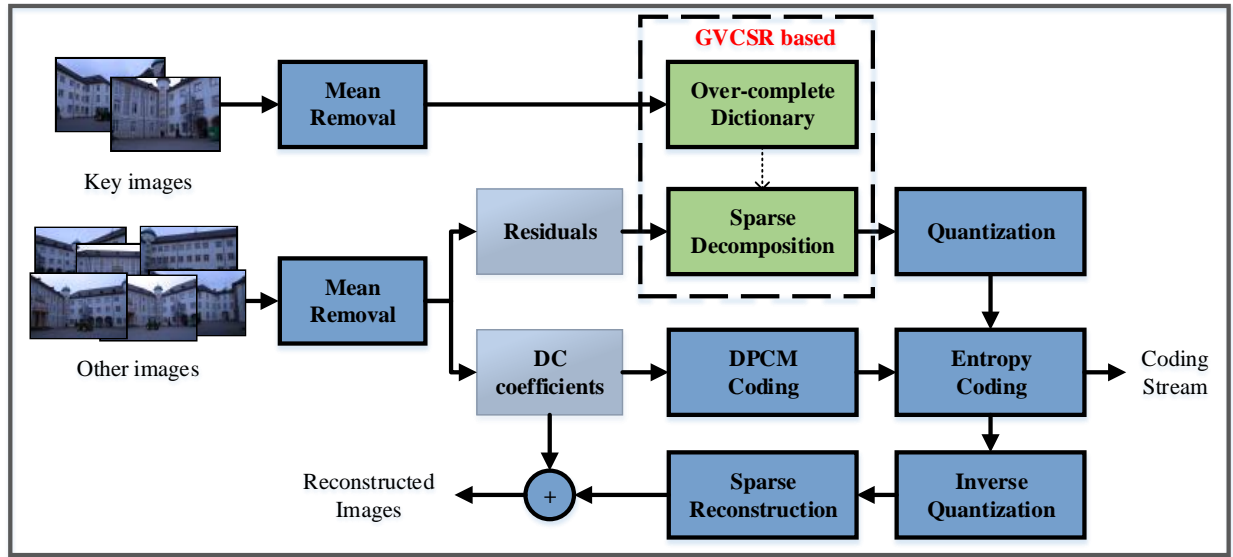 GVCSR based
Mean
Removal
Over-complete
Dictionary
Key images
Residuals
Sparse
Decomposition
Quantization
Mean
Removal
Other images
DC
coefficients
DPCM
Coding
Entropy
Coding
Coding
Stream
Reconstructed
Images
+
Sparse
Reconstruction
Inverse
Quantization